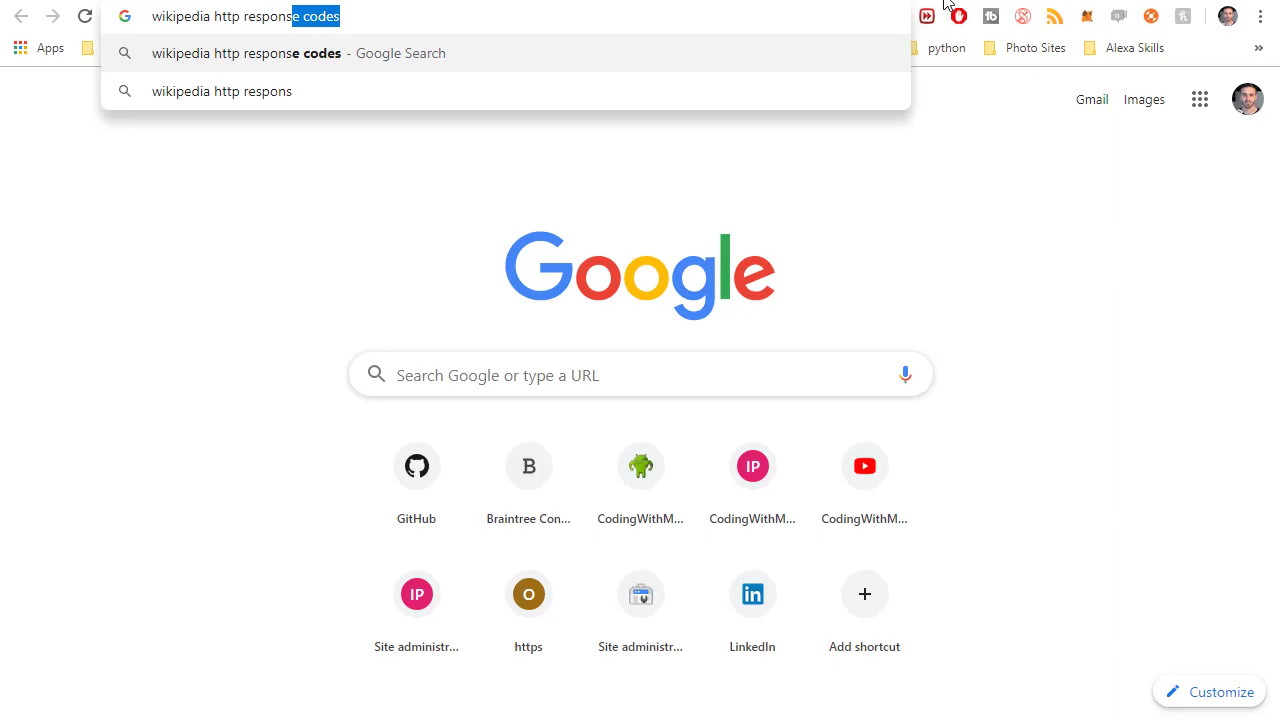 wikipedia http response codes
wikipedia http response codes - Google Search
wikipedia http respons
Apps
python
Photo Sites
Alexa Skills
»
Gmail
Images
Google
Search Google or type a URL
GitHub
B
Braintree Con...
CodingWithM...
IP
CodingWithM...
CodingWithM...
IP
Site administr...
O
https
Site administr...
in
LinkedIn
Add shortcut
Customize